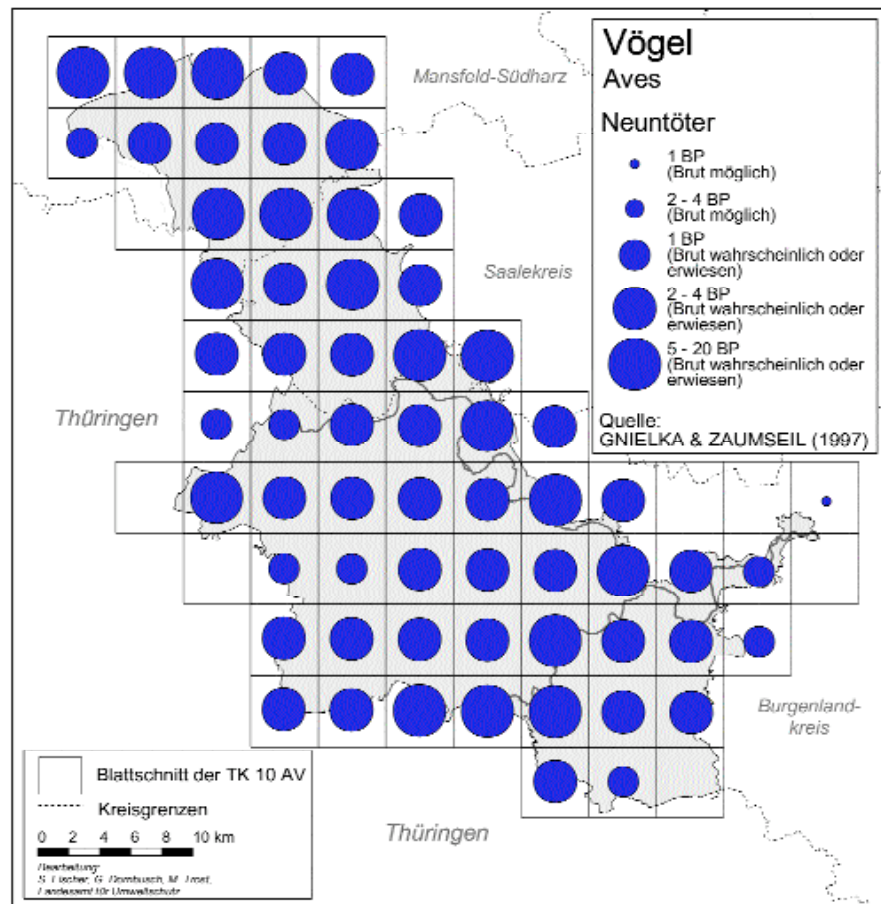 Mansfeld-Südharz
Saalekreis
Thüringen
Burgenland-
kreis
Thüringen
Vögel
Aves
Neuntöter
1 BP
(Brut möglich)
2 - 4 BP
(Brut möglich)
1 BP
(Brut wahrscheinlich oder
erwiesen)
2 - 4 BP
(Brut wahrscheinlich oder
erwiesen)
5 - 20 BP
(Brut wahrscheinlich oder
erwiesen)
Quelle:
GNIELKA & ZAUMSEIL (1997)
Blattschnitt der TK 10 AV
Kreisgrenzen
0 2 4 6 8 10 km
Bearbeitung:
S. Fischer, G. Dornbusch, M. Trost,
Landesamt für Umweltschutz